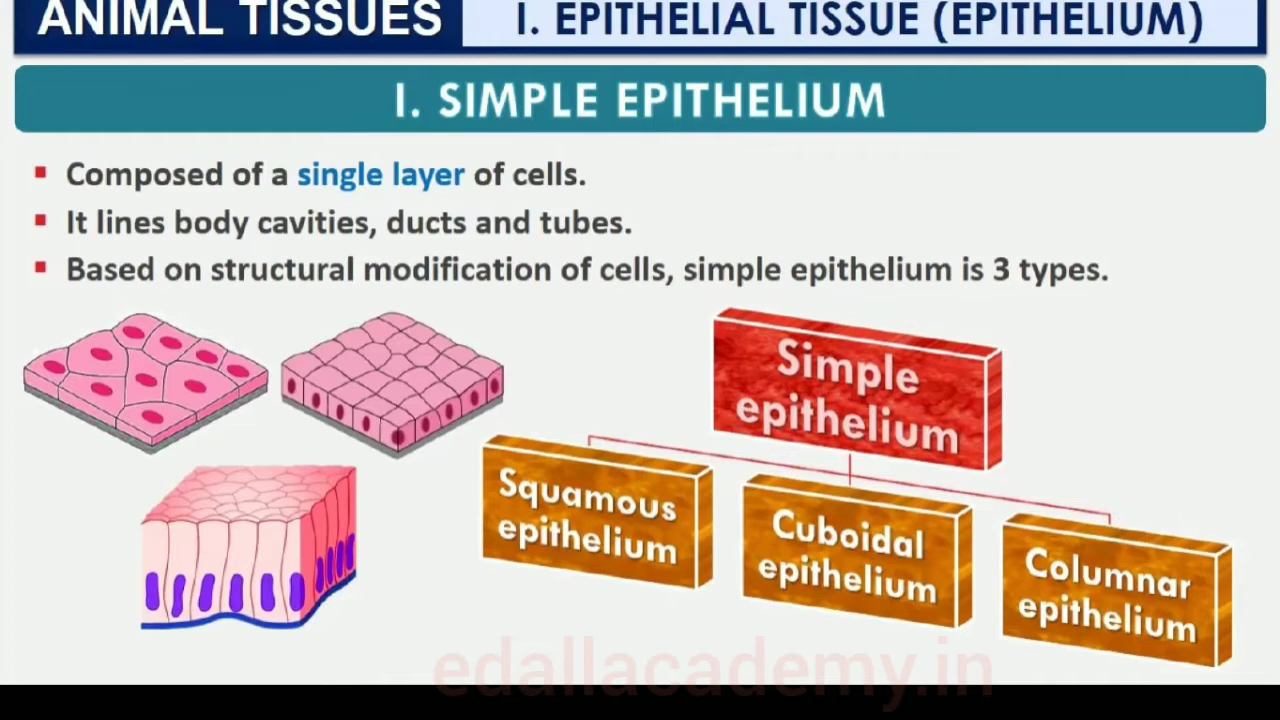 ANIMAL TISSUES
I. EPITHELIAL TISSUE (EPITHELIUM)
I. SIMPLE EPITHELIUM
▪ Composed of a single layer of cells.
▪ It lines body cavities, ducts and tubes.
▪ Based on structural modification of cells, simple epithelium is 3 types.
Simple
epithelium
Squamous
epithelium
Cuboidal
epithelium
Columnar
epithelium
edallacademy.in